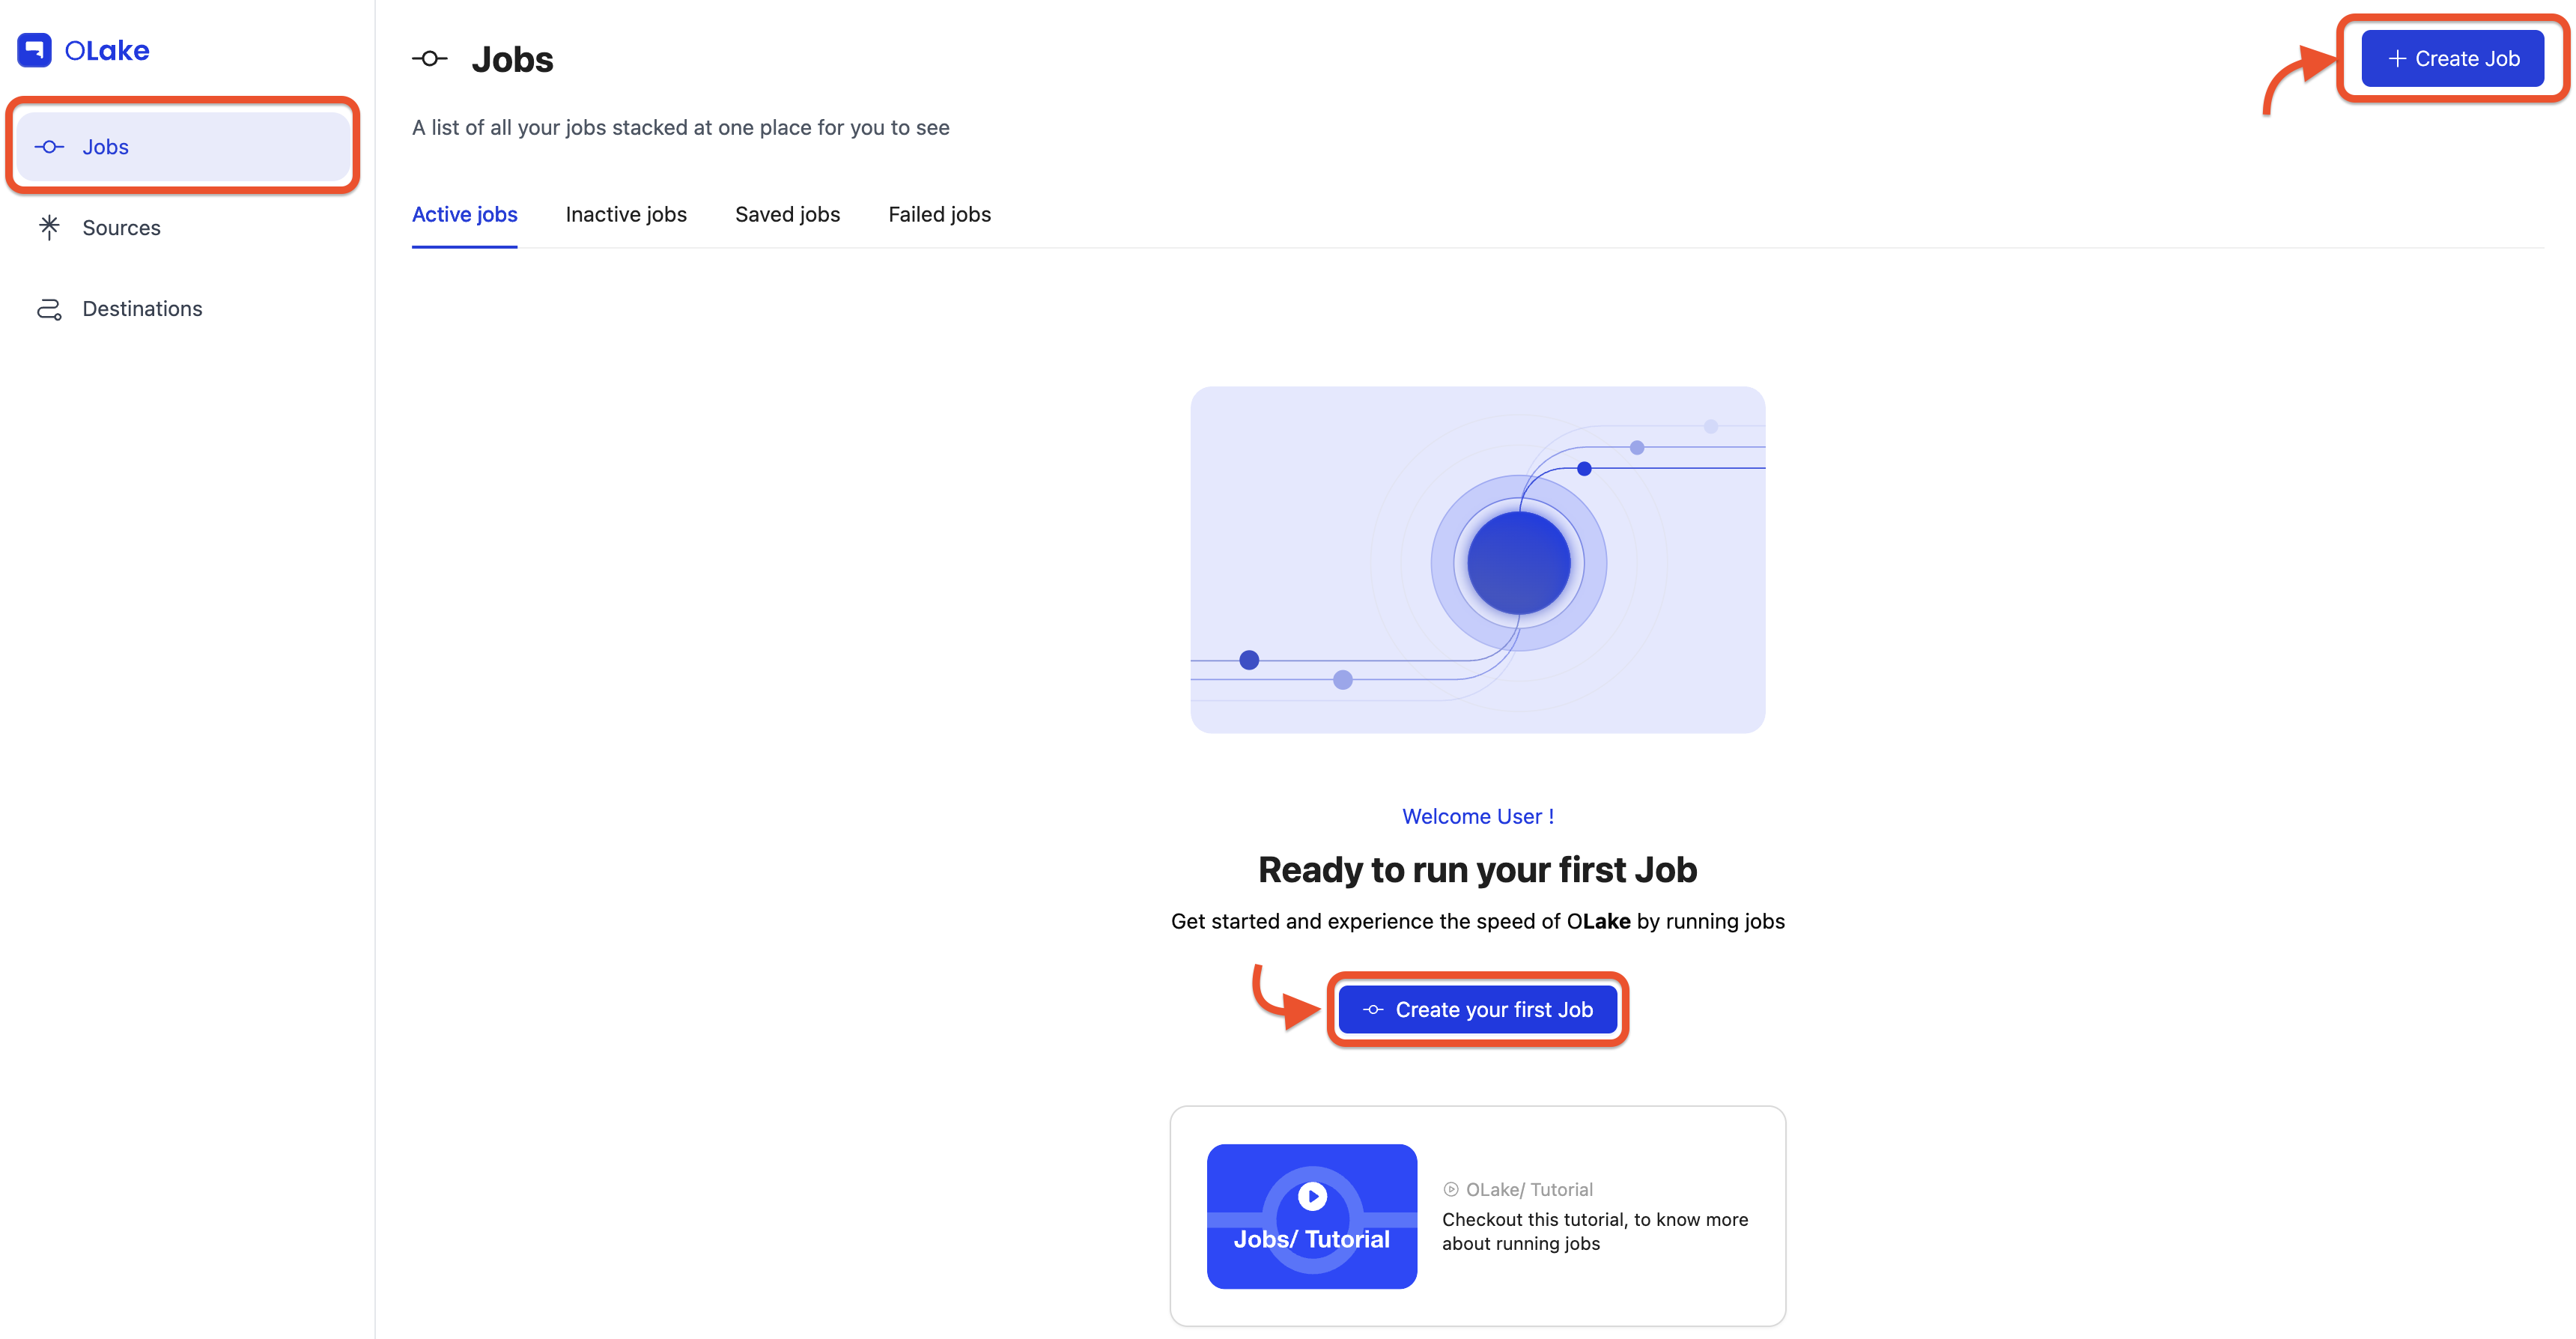 OLake
Jobs
Sources
Destinations
Jobs
Create Job
A list of all your jobs stacked at one place for you to see
Active jobs Inactive jobs Saved jobs Failed jobs
Welcome User !
Ready to run your first Job
Get started and experience the speed of OLake by running jobs
Create your first Job
Jobs/ Tutorial
OLake/ Tutorial
Checkout this tutorial, to know more
about running jobs